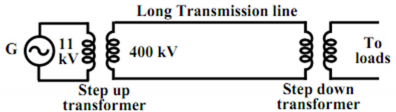 Long Transmission line
G
11
kV
400 kV
To
loads
Step up
transformer
Step down
transformer